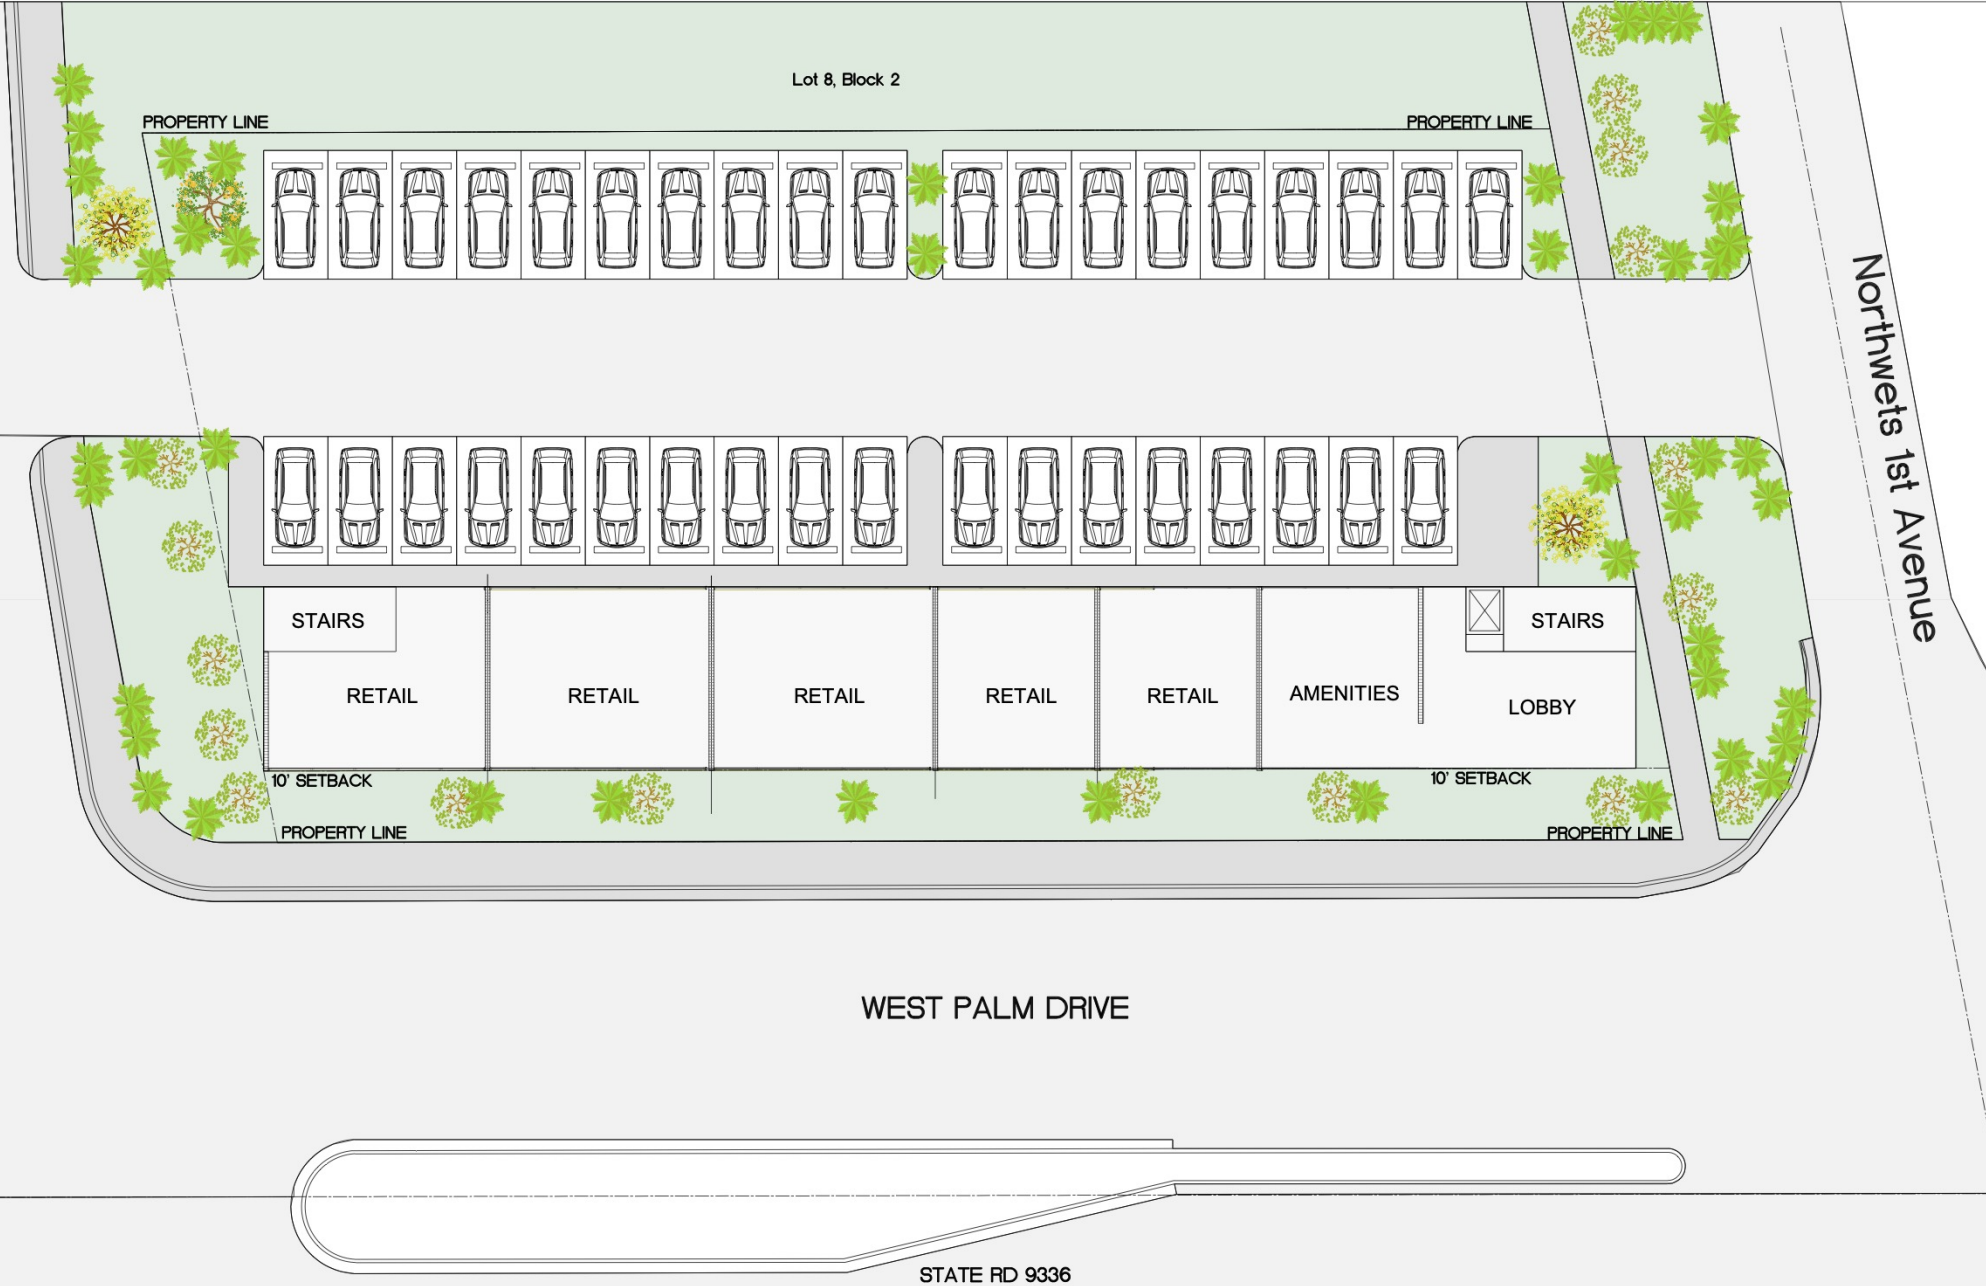 Lot 8, Block 2
PROPERTY LINE
PROPERTY LINE
Northwets 1st Avenue
STAIRS
STAIRS
RETAIL
RETAIL
RETAIL
RETAIL
RETAIL
AMENITIES
LOBBY
10' SETBACK
10' SETBACK
PROPERTY LINE
PROPERTY LINE
WEST PALM DRIVE
STATE RD 9336